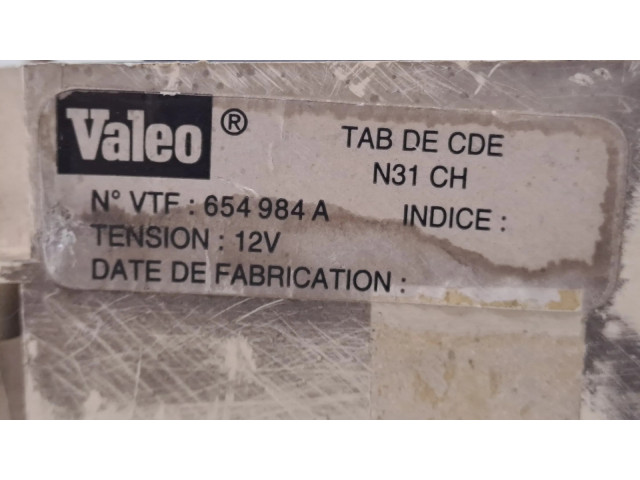 Valeo ®
TAB DE CDE
N31 CH
N° VTF : 654 984 A INDICE :
TENSION : 12V
DATE DE FABRICATION :